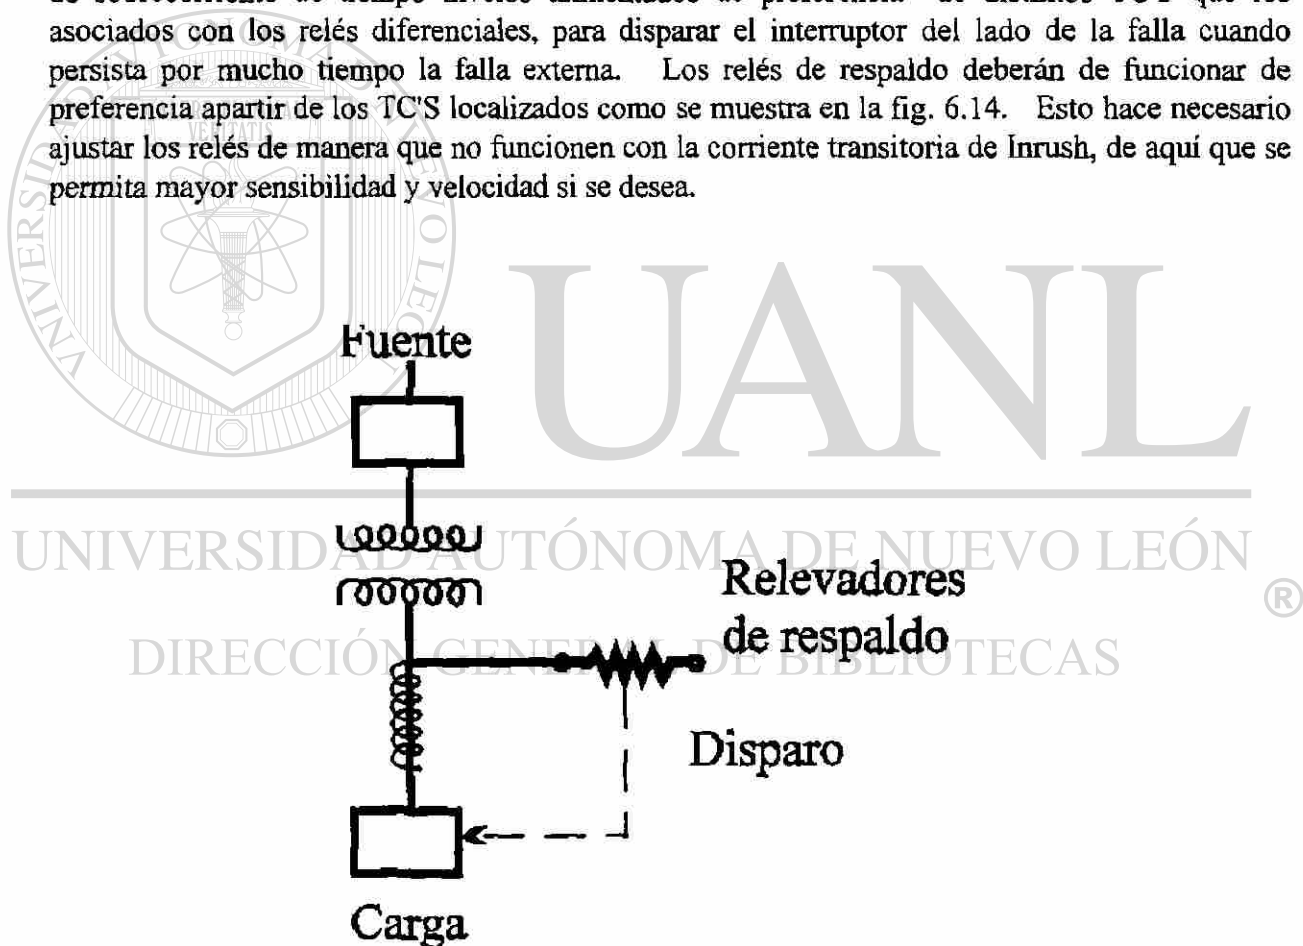 asociados con los relés diferenciales, para disparar el interruptor del lado de la falla cuando
persista por mucho tiempo la falla externa. Los relés de respaldo deberán de funcionar de
preferencia apartir de los TC'S localizados como se muestra en la fig. 6.14. Esto hace necesario
ajustar los relés de manera que no funcionen con la corriente transitoria de Inrush, de aquí que se
permita mayor sensibilidad y velocidad si se desea.
UANL
Fuente
UNIVERSIDAD AUTÓNOMA DE NUEVO LEÓN
®
Relevadores
de respaldo
DIRECCIÓN GENERAL DE BIBLIOTECAS
Disparo
Carga